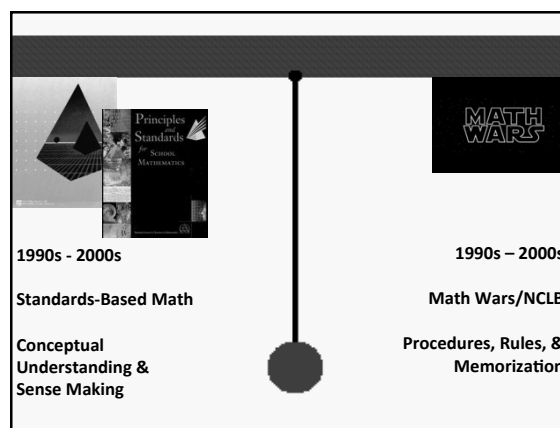 Principles
and
Standards
for SCHOOL
MATHEMATICS
MATH
WARS
1990s - 2000s
Standards-Based Math
Conceptual
Understanding &
Sense Making
1990s – 2000s
Math Wars/NCLB
Procedures, Rules, &
Memorization